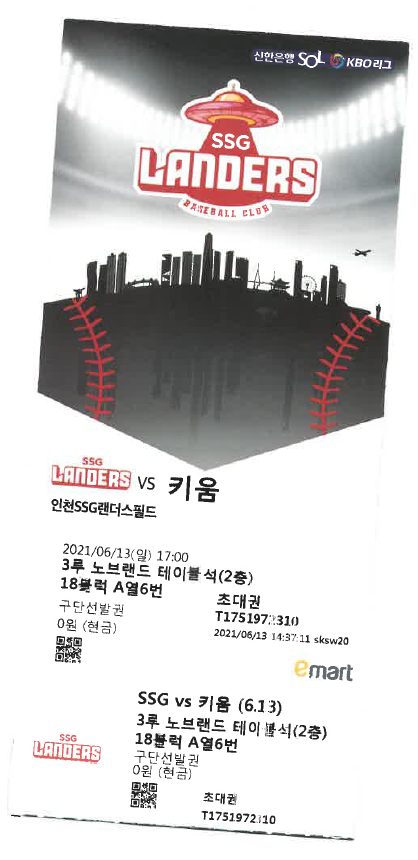 신한은행 SOL KBO 리그
SSG
LANDERS
BASEBALL CLUB
SSG
LANDERS VS 키움
인천SSG랜더스필드
2021/06/13(일) 17:00
3루 노브랜드 테이블석(2층)
18블럭 A열6번
초대권
구단선발권
T1751972310
0원 (현금)
2021/06/13 14:37:11 sksw20
emart
SSG vs 키움 (6.13)
3루 노브랜드 테이블석(2층)
SSG
LANDERS
18블럭 A열6번
구단선발권
0원 (현금)
초대권
T1751972310